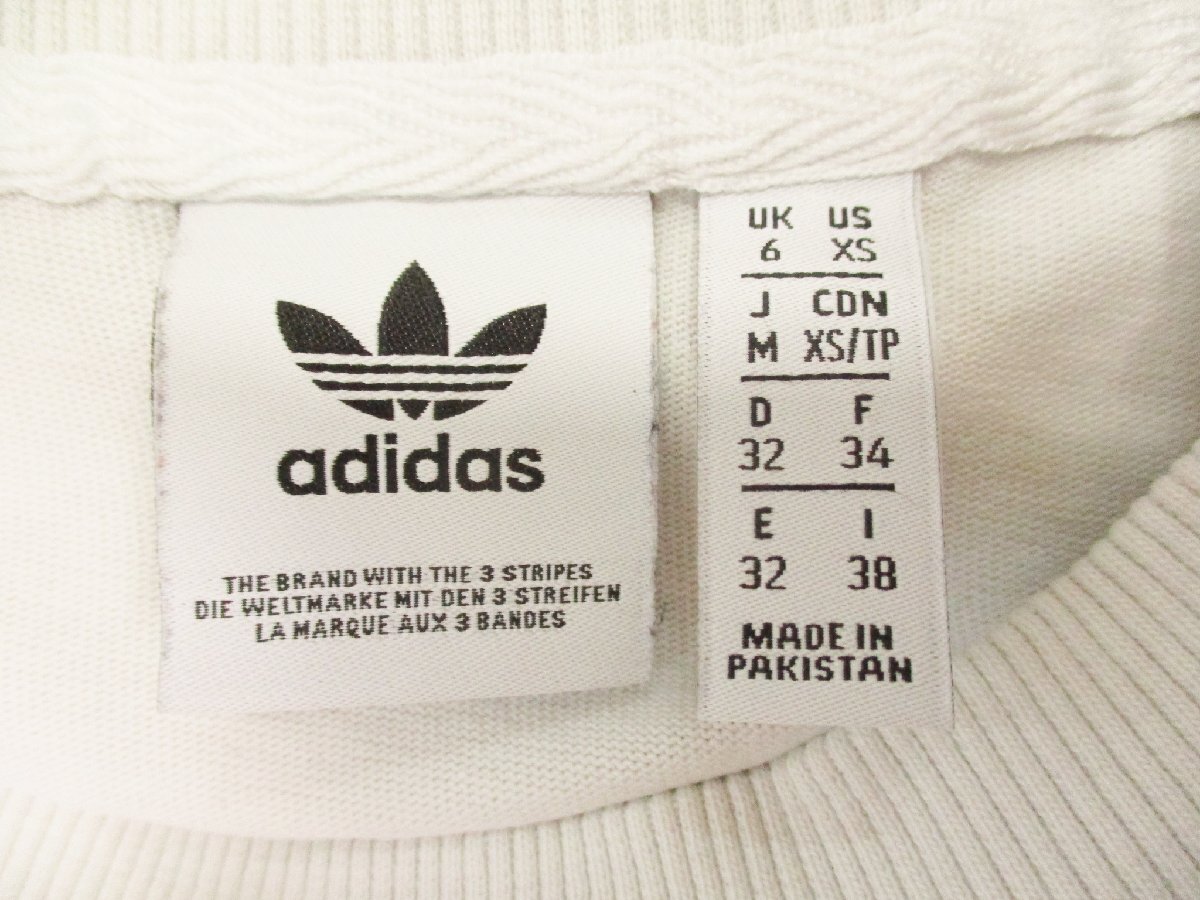 adidas
THE BRAND WITH THE 3 STRIPES
DIE WELTMARKE MIT DEN 3 STREIFEN
LA MARQUE AUX 3 BANDES
UK US
6 XS
J CDN
M XS/TP
D F
32 34
E I
32 38
MADE IN
PAKISTAN